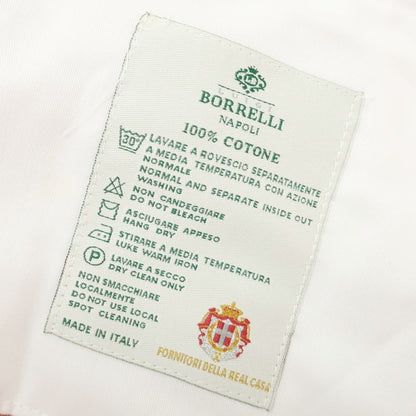 LUIGI
BORRELLI
NAPOLI
100% COTONE
30°
LAVARE A ROVESCIO SEPARATAMENTE
A MEDIA TEMPERATURA CON AZIONE
NORMALE
NORMAL AND SEPARATE INSIDE OUT
WASHING
NON CANDEGGIARE
DO NOT BLEACH
ASCIUGARE APPESO
HANG DRY
STIRARE A MEDIA TEMPERATURA
LUKE WARM IRON
P
LAVARE A SECCO
DRY CLEAN ONLY
NON SMACCHIARE
LOCALMENTE
DO NOT USE LOCAL
SPOT CLEANING
MADE IN ITALY
FORNITORI DELLA REAL CASA